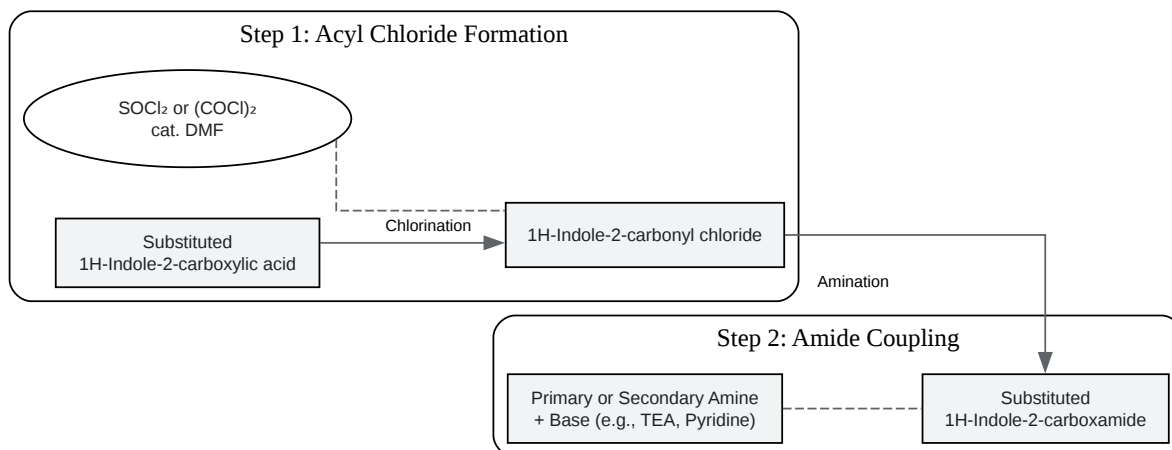 Step 1: Acyl Chloride Formation
SOCl₂ or (COCl)₂
cat. DMF
Chlorination
Substituted
1H-Indole-2-carboxylic acid
1H-Indole-2-carbonyl chloride
Amination
Step 2: Amide Coupling
Primary or Secondary Amine
+ Base (e.g., TEA, Pyridine)
Substituted
1H-Indole-2-carboxamide